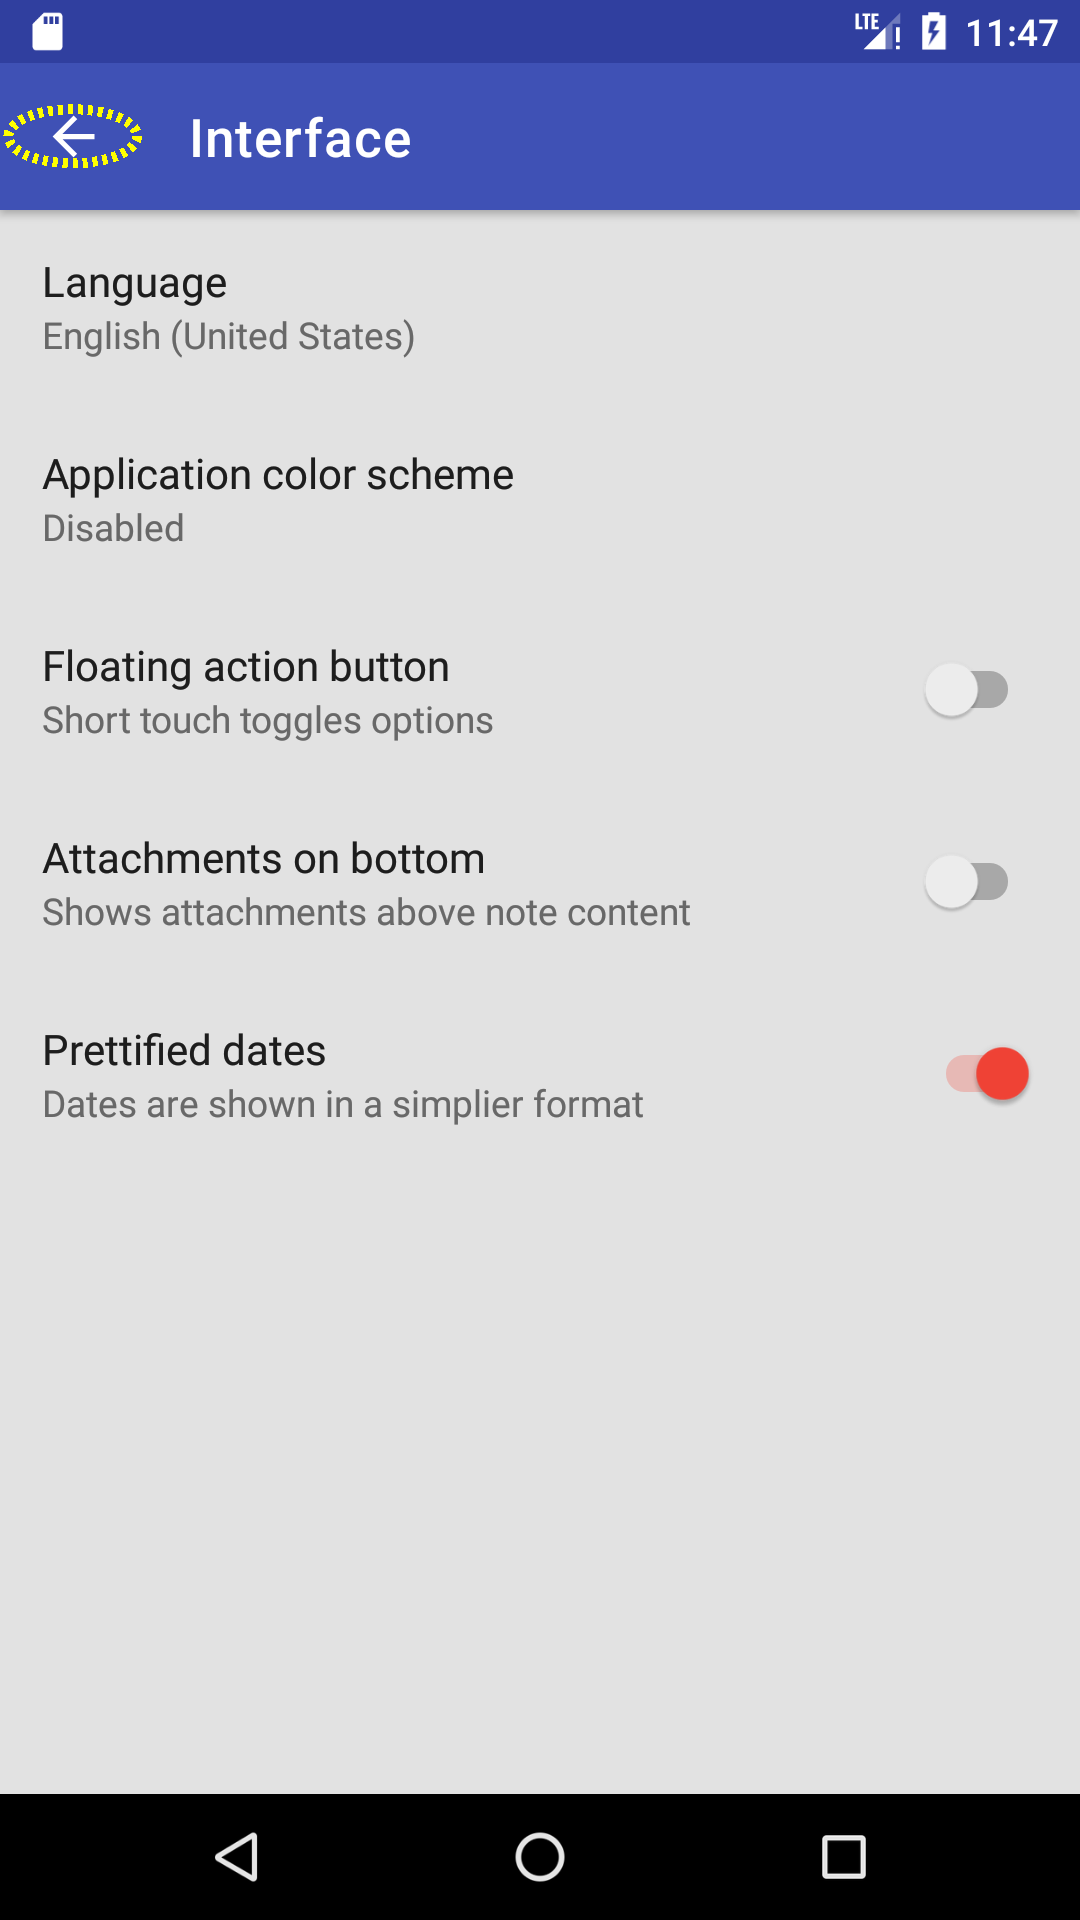 LTE 11:47
Interface
Language
English (United States)
Application color scheme
Disabled
Floating action button
Short touch toggles options
Attachments on bottom
Shows attachments above note content
Prettified dates
Dates are shown in a simplier format